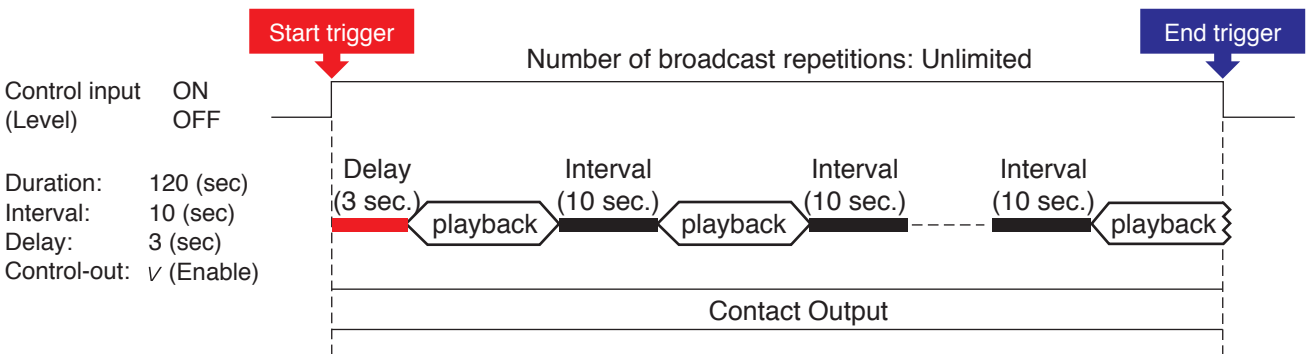 Start trigger
End trigger
Number of broadcast repetitions: Unlimited
Control input ON
(Level) OFF
Delay
(3 sec.)
Interval
(10 sec.)
Interval
(10 sec.)
Interval
(10 sec.)
Duration: 120 (sec)
Interval: 10 (sec)
Delay: 3 (sec)
Control-out: √ (Enable)
playback
playback
playback
Contact Output